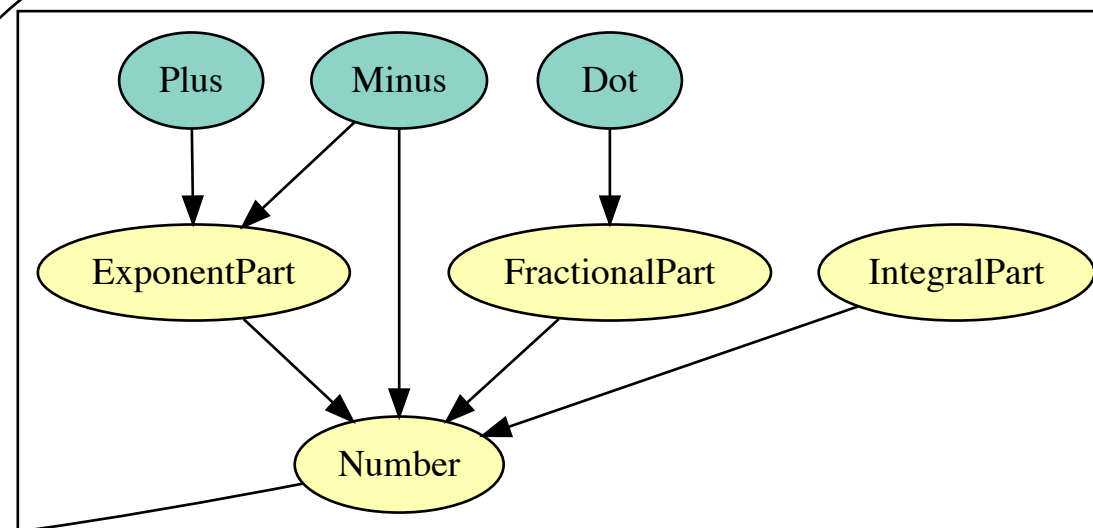 Plus
Minus
Dot
ExponentPart
FractionalPart
IntegralPart
Number